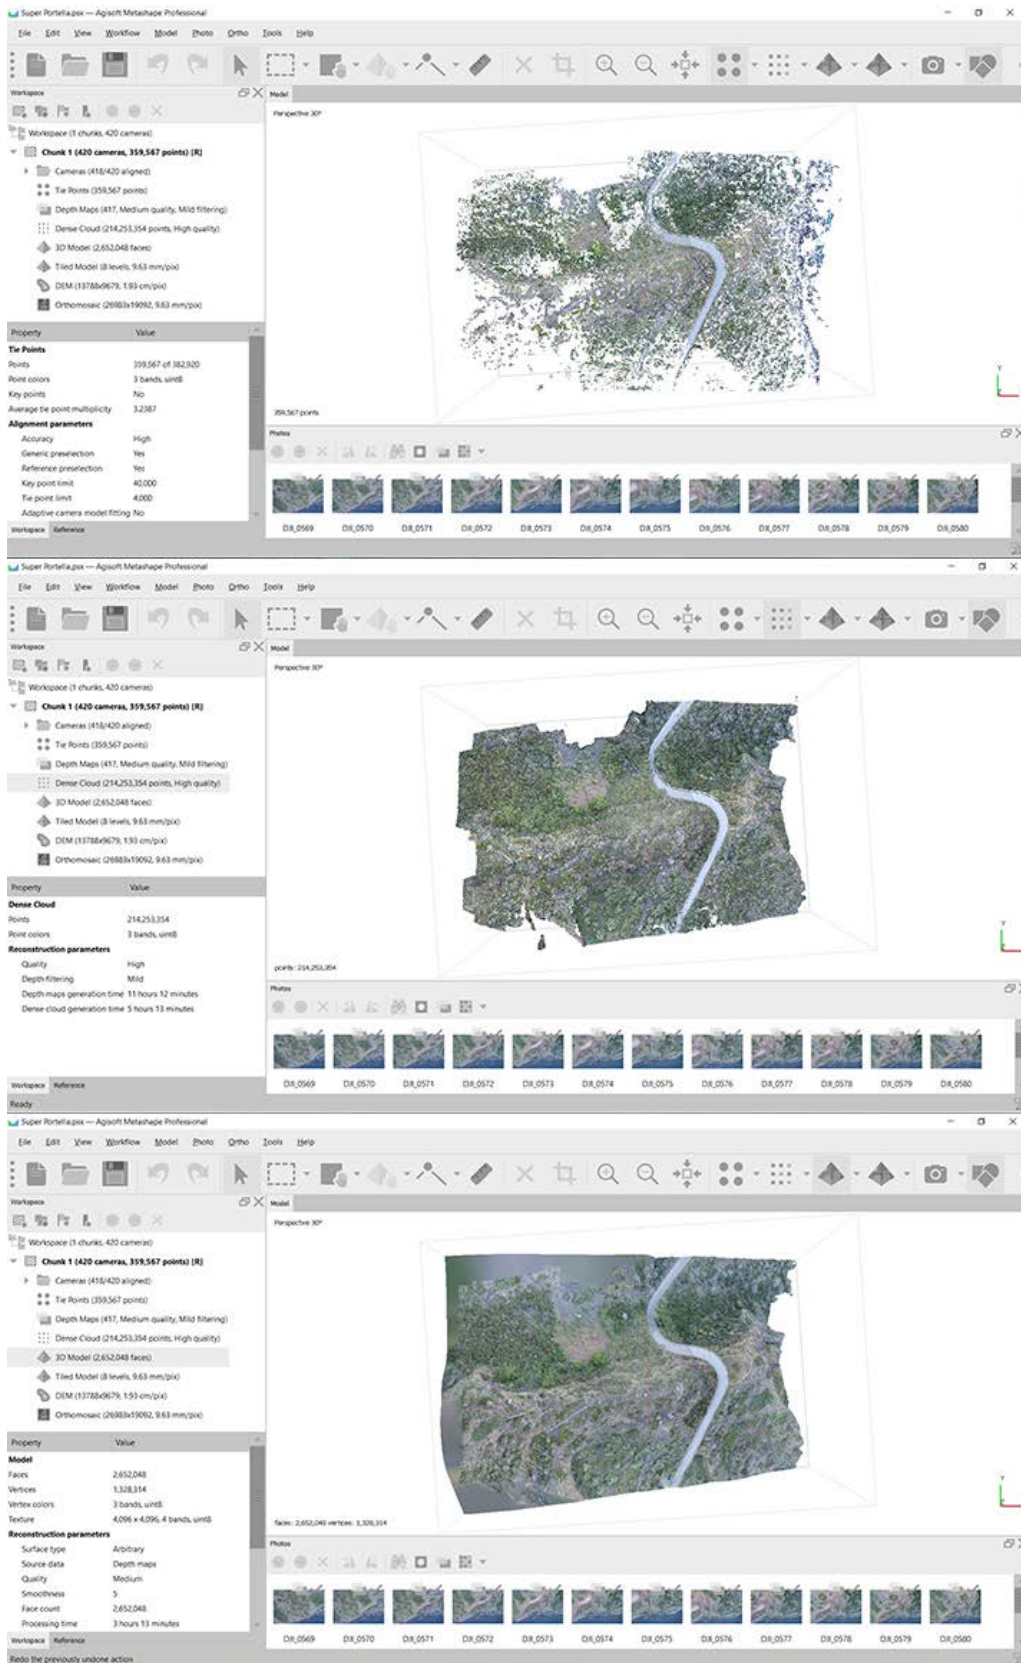 Super Portella.psx — Agisoft Metashape Professional
File Edit View Workflow Model Photo Ortho Tools Help
Workspace
Model
Workspace (1 chunks, 420 cameras)
Chunk 1 (420 cameras, 359,567 points) [R]
Cameras (418/420 aligned)
Tie Points (359,567 points)
Depth Maps (417, Medium quality, Mild filtering)
Dense Cloud (214,253,354 points, High quality)
3D Model (2,652,048 faces)
Tiled Model (8 levels, 9.63 mm/pix)
DEM (13788x9679, 1.93 cm/pix)
Orthomosaic (26983x19092, 9.63 mm/pix)
Property Value
Tie Points
Points 359,567 of 382,920
Point colors 3 bands, uint8
Key points No
Average tie point multiplicity 3.2387
Alignment parameters
Accuracy High
Generic preselection Yes
Reference preselection Yes
Key point limit 40,000
Tie point limit 4,000
Adaptive camera model fitting No
Workspace Reference
Perspective 30°
359,567 points
Y
Photos
DJI_0569 DJI_0570 DJI_0571 DJI_0572 DJI_0573 DJI_0574 DJI_0575 DJI_0576 DJI_0577 DJI_0578 DJI_0579 DJI_0580
Super Portella.psx — Agisoft Metashape Professional
File Edit View Workflow Model Photo Ortho Tools Help
Workspace
Model
Workspace (1 chunks, 420 cameras)
Chunk 1 (420 cameras, 359,567 points) [R]
Cameras (418/420 aligned)
Tie Points (359,567 points)
Depth Maps (417, Medium quality, Mild filtering)
Dense Cloud (214,253,354 points, High quality)
3D Model (2,652,048 faces)
Tiled Model (8 levels, 9.63 mm/pix)
DEM (13788x9679, 1.93 cm/pix)
Orthomosaic (26983x19092, 9.63 mm/pix)
Property Value
Dense Cloud
Points 214,253,354
Point colors 3 bands, uint8
Reconstruction parameters
Quality High
Depth filtering Mild
Depth maps generation time 11 hours 12 minutes
Dense cloud generation time 5 hours 13 minutes
Workspace Reference
Ready
Perspective 30°
points: 214,253,354
Y
Photos
DJI_0569 DJI_0570 DJI_0571 DJI_0572 DJI_0573 DJI_0574 DJI_0575 DJI_0576 DJI_0577 DJI_0578 DJI_0579 DJI_0580
Super Portella.psx — Agisoft Metashape Professional
File Edit View Workflow Model Photo Ortho Tools Help
Workspace
Model
Workspace (1 chunks, 420 cameras)
Chunk 1 (420 cameras, 359,567 points) [R]
Cameras (418/420 aligned)
Tie Points (359,567 points)
Depth Maps (417, Medium quality, Mild filtering)
Dense Cloud (214,253,354 points, High quality)
3D Model (2,652,048 faces)
Tiled Model (8 levels, 9.63 mm/pix)
DEM (13788x9679, 1.93 cm/pix)
Orthomosaic (26983x19092, 9.63 mm/pix)
Property Value
Model
Faces 2,652,048
Vertices 1,328,314
Vertex colors 3 bands, uint8
Texture 4,096 x 4,096, 4 bands, uint8
Reconstruction parameters
Surface type Arbitrary
Source data Depth maps
Quality Medium
Smoothness 5
Face count 2,652,048
Processing time 3 hours 13 minutes
Workspace Reference
Redo the previously undone action
Perspective 30°
faces: 2,652,048 vertices: 1,328,314
Y
Photos
DJI_0569 DJI_0570 DJI_0571 DJI_0572 DJI_0573 DJI_0574 DJI_0575 DJI_0576 DJI_0577 DJI_0578 DJI_0579 DJI_0580